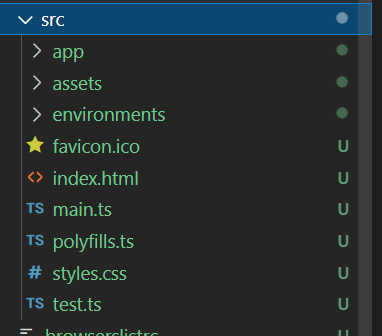 src
app
assets
environments
favicon.ico U
<> index.html U
TS main.ts U
TS polyfills.ts U
# styles.css U
TS test.ts U
browserslistrc